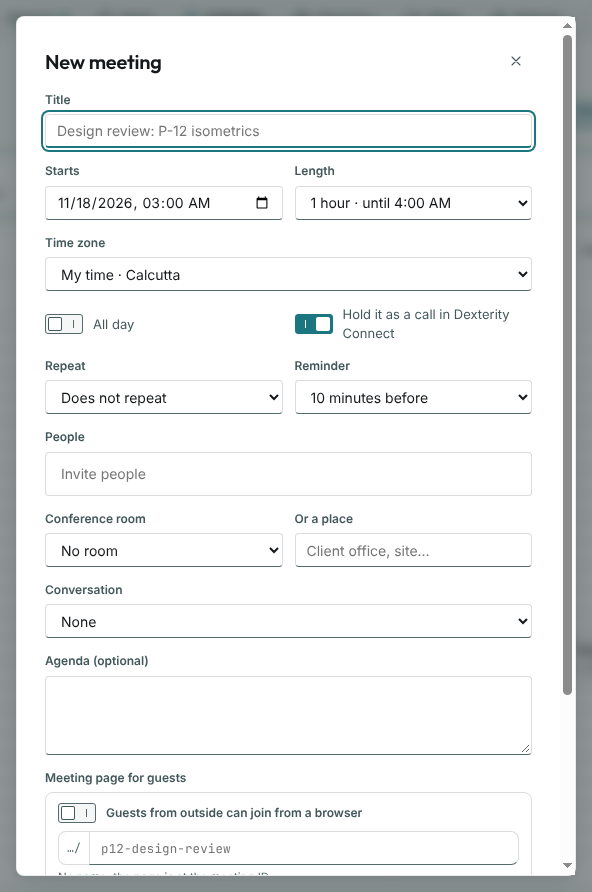 New meeting
Title
Design review: P-12 isometrics
Starts
Length
11/18/2026, 03:00 AM
1 hour · until 4:00 AM
Time zone
My time · Calcutta
All day
Hold it as a call in Dexterity
Connect
Repeat
Reminder
Does not repeat
10 minutes before
People
Invite people
Conference room
Or a place
No room
Client office, site…
Conversation
None
Agenda (optional)
Meeting page for guests
Guests from outside can join from a browser
…/
p12-design-review